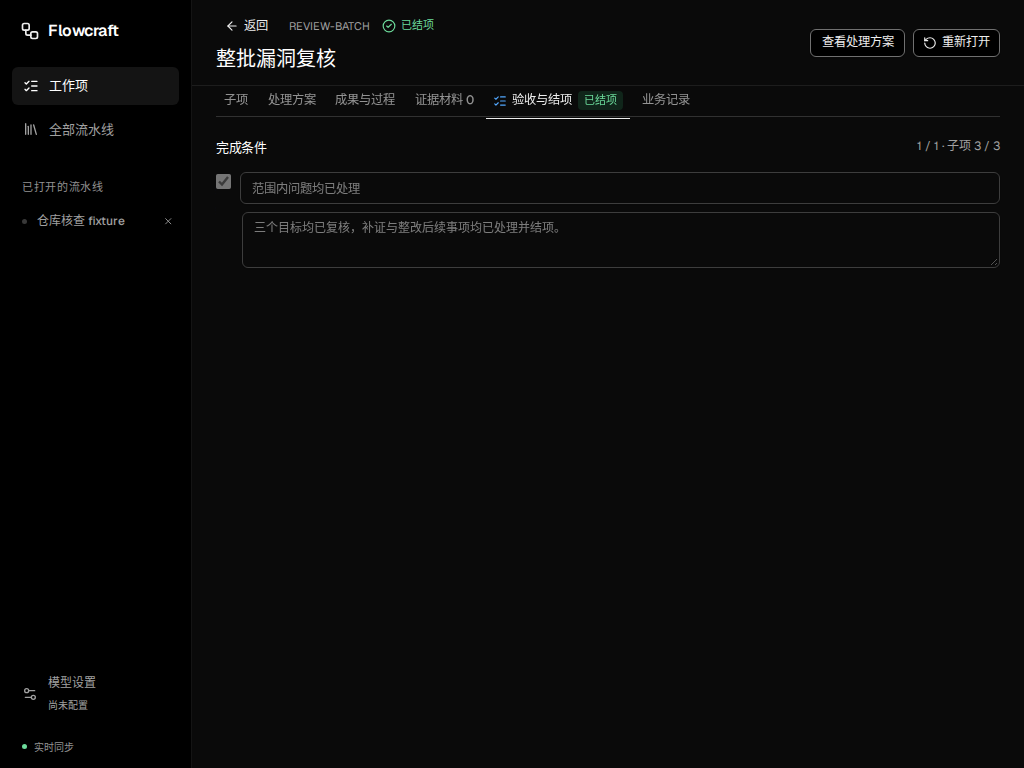 Flowcraft
工作项
全部流水线
已打开的流水线
仓库核查 fixture
模型设置
尚未配置
实时同步
返回 REVIEW-BATCH 已结项
整批漏洞复核
查看处理方案 重新打开
子项 处理方案 成果与过程 证据材料 0 验收与结项 已结项 业务记录
完成条件 1 / 1 · 子项 3 / 3
范围内问题均已处理
三个目标均已复核，补证与整改后续事项均已处理并结项。